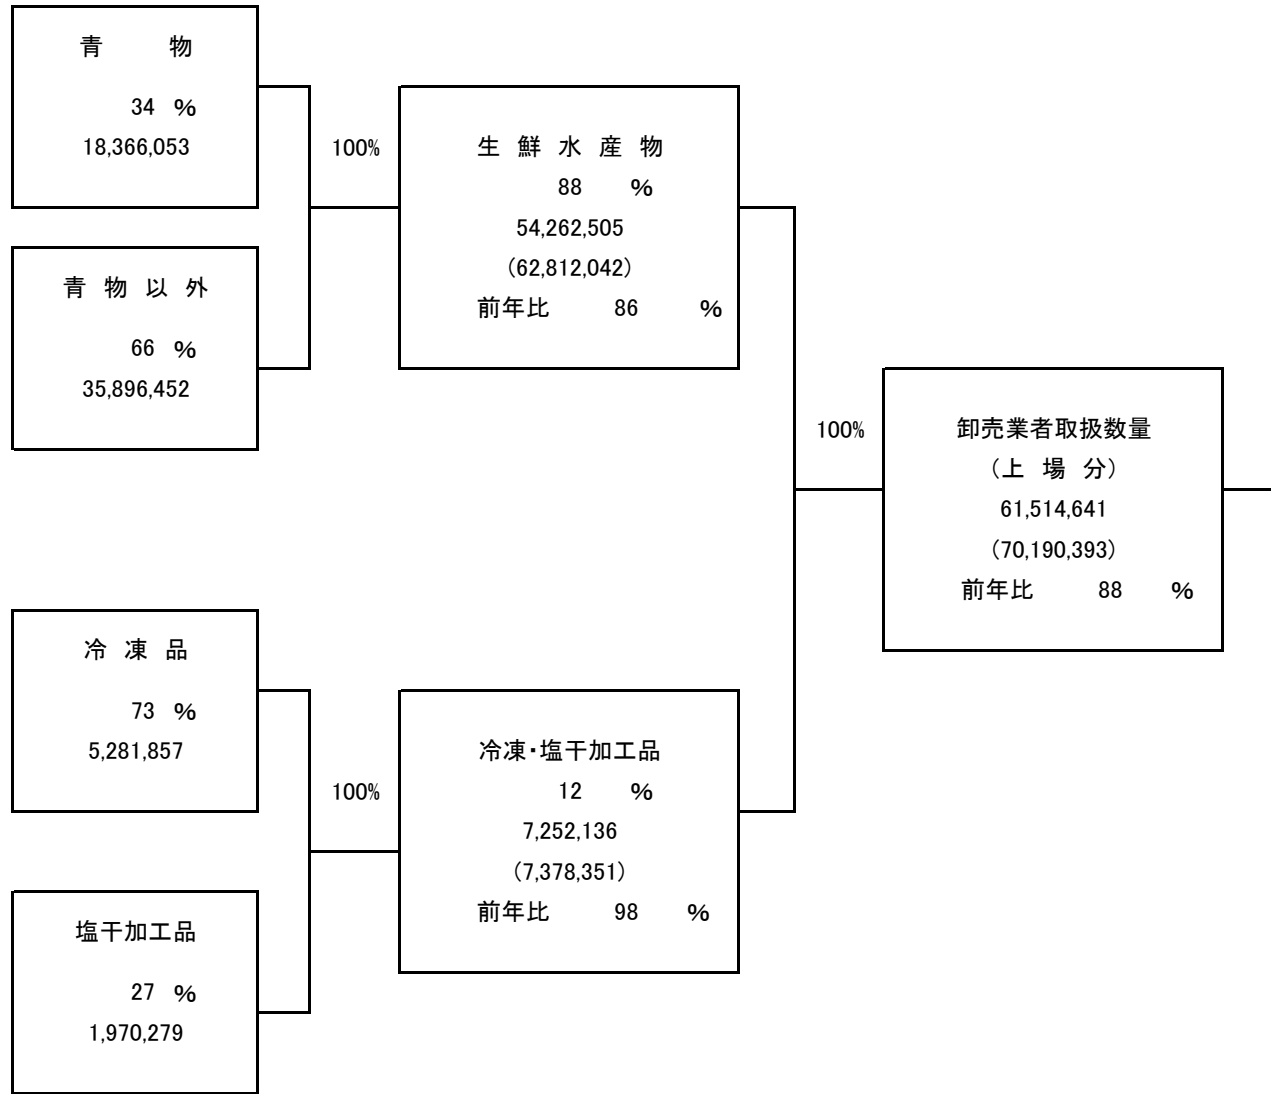 青 物
34 %
18,366,053
青 物 以 外
66 %
35,896,452
100%
生 鮮 水 産 物
88 %
54,262,505
(62,812,042)
前年比 86 %
冷 凍 品
73 %
5,281,857
塩干加工品
27 %
1,970,279
100%
冷凍・塩干加工品
12 %
7,252,136
(7,378,351)
前年比 98 %
100%
卸売業者取扱数量
(上 場 分)
61,514,641
(70,190,393)
前年比 88 %